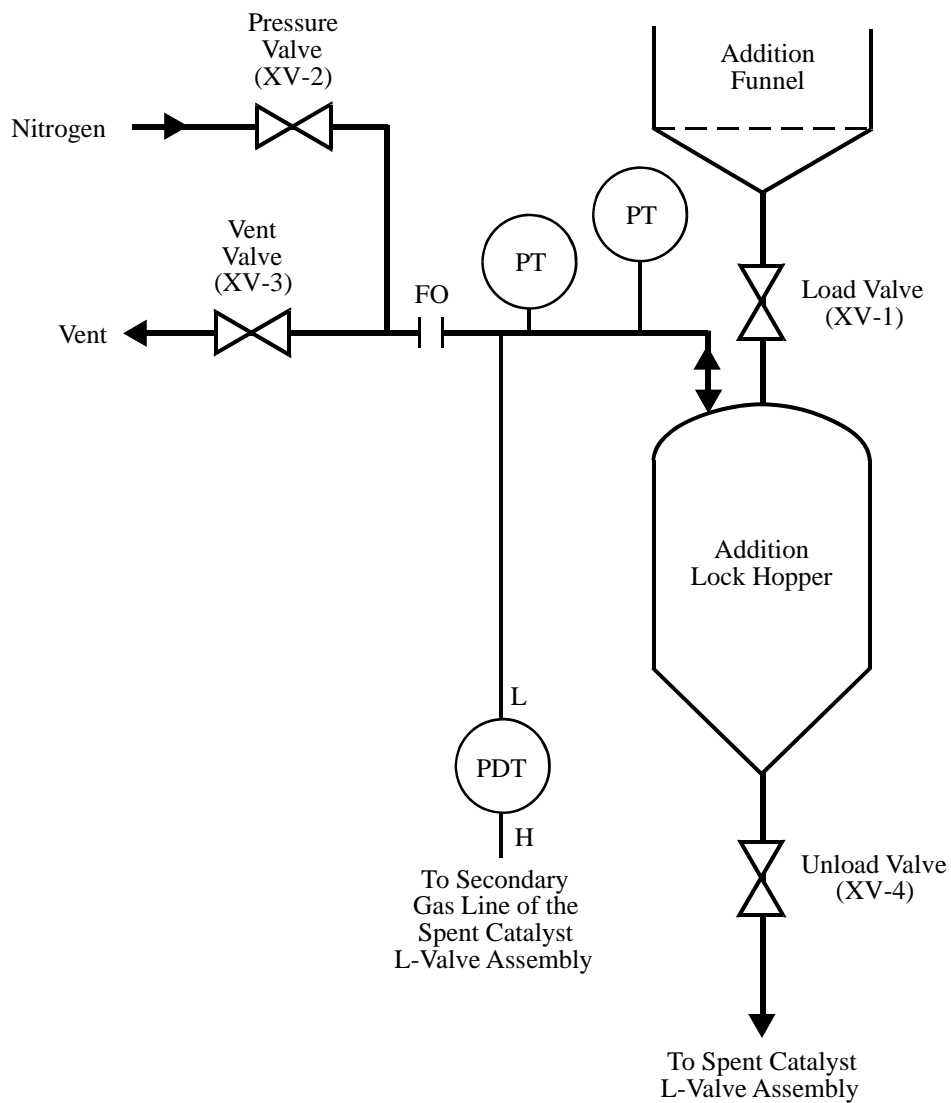 Pressure
Valve
(XV-2)
Addition
Funnel
Nitrogen
PT
PT
Vent
Valve
(XV-3)
FO
Load Valve
(XV-1)
Vent
Addition
Lock Hopper
L
PDT
H
To Secondary
Gas Line of the
Spent Catalyst
L-Valve Assembly
Unload Valve
(XV-4)
To Spent Catalyst
L-Valve Assembly